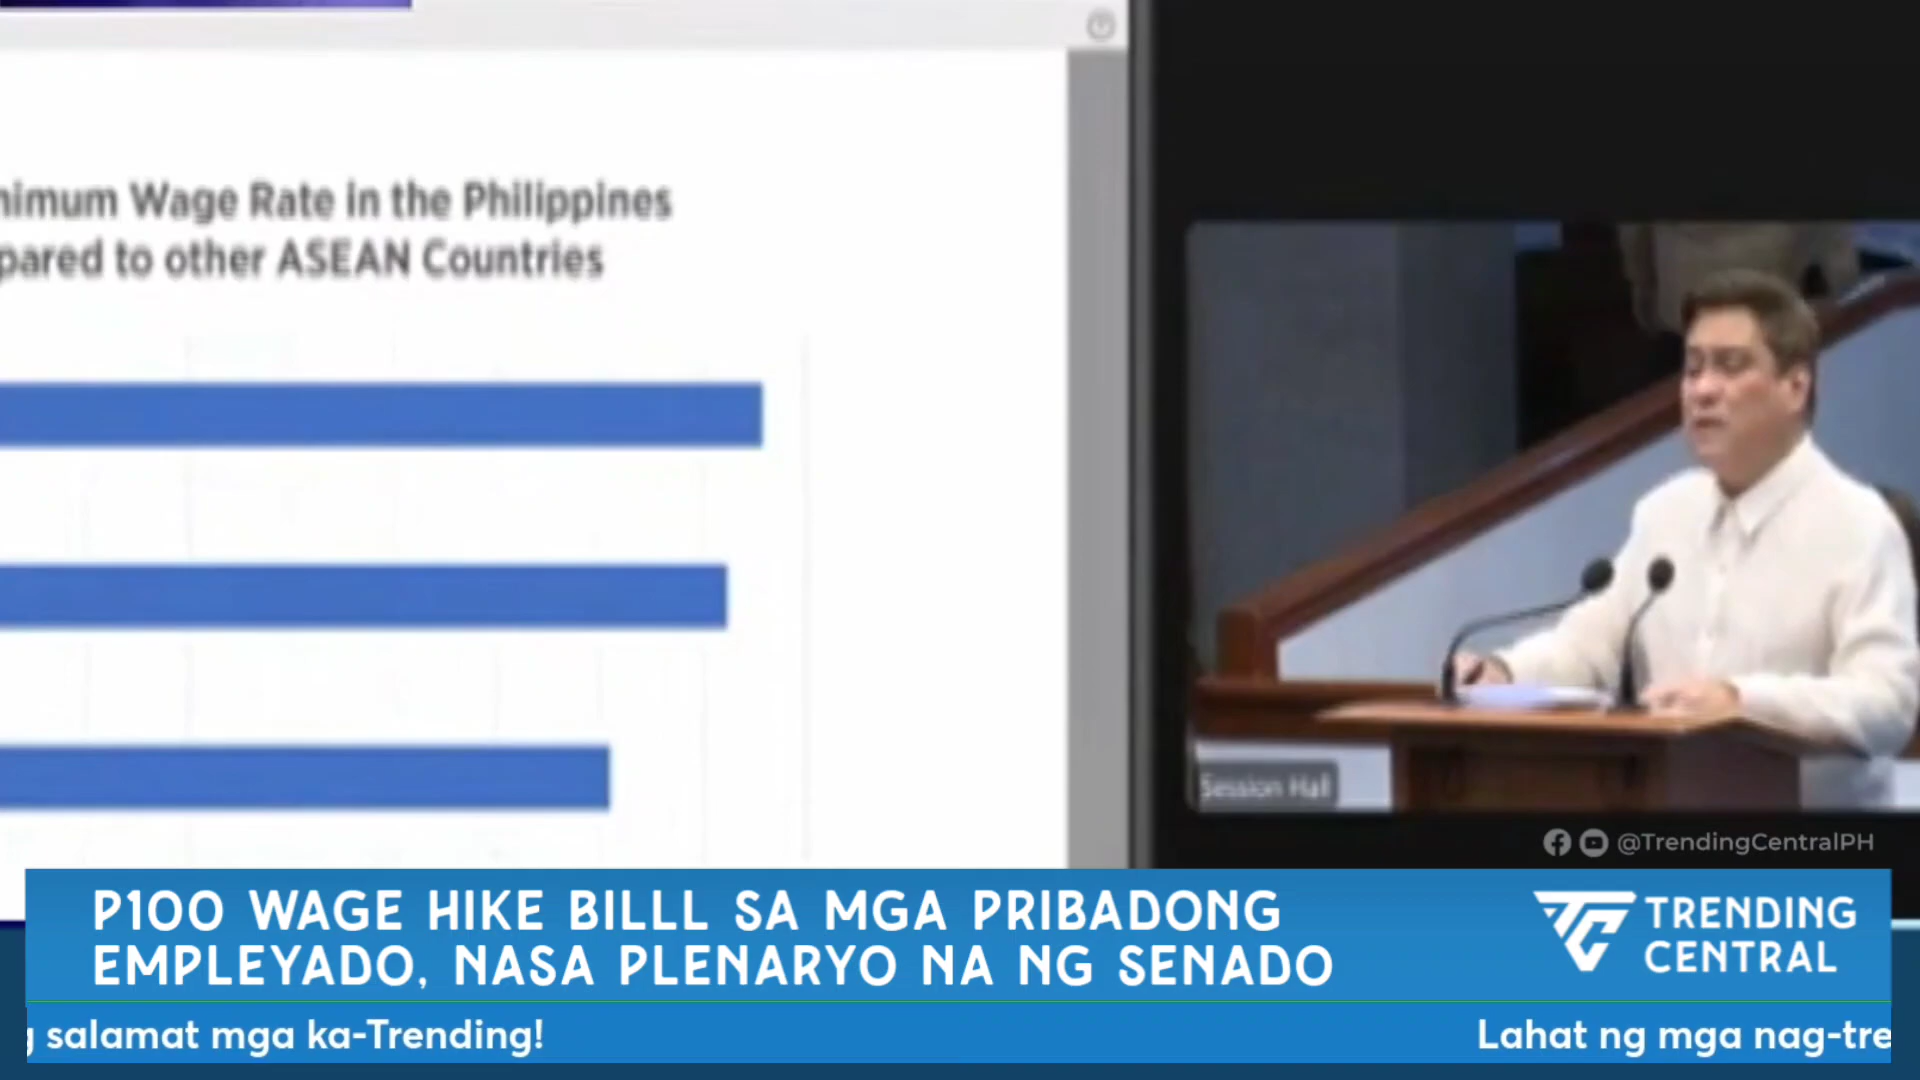 nimum Wage Rate in the Philippines
pared to other ASEAN Countries
Session Hall
@TrendingCentralPH
P100 WAGE HIKE BILLL SA MGA PRIBADONG
EMPLEYADO, NASA PLENARYO NA NG SENADO
TRENDING
CENTRAL
g salamat mga ka-Trending!
Lahat ng mga nag-tre